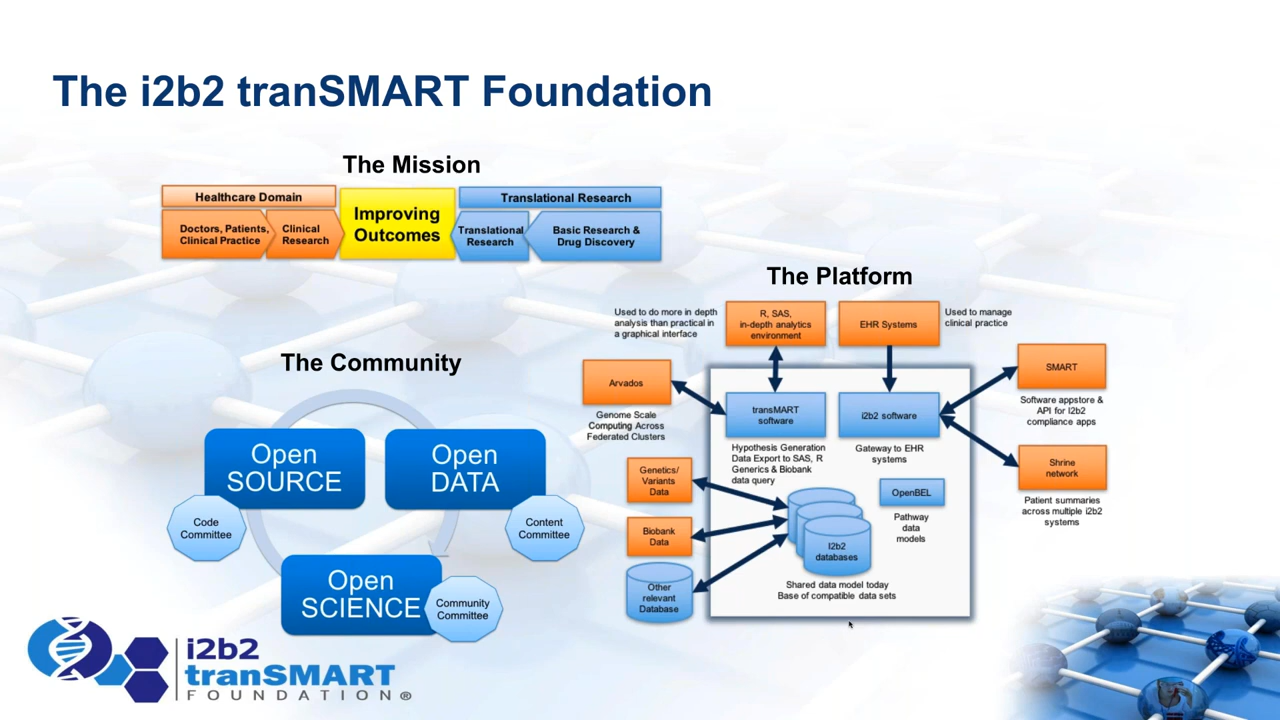 The i2b2 tranSMART Foundation
The Mission
Healthcare Domain
Doctors, Patients,
Clinical Practice
Clinical
Research
Improving
Outcomes
Translational Research
Translational
Research
Basic Research &
Drug Discovery
The Community
Open
SOURCE
Code
Committee
Open
DATA
Content
Committee
Open
SCIENCE
Community
Committee
The Platform
Used to do more in depth
analysis than practical in
a graphical interface
R, SAS,
in-depth analytics
environment
EHR Systems
Used to manage
clinical practice
Arvados
Genome Scale
Computing Across
Federated Clusters
transMART
software
Hypothesis Generation
Data Export to SAS, R
Generics & Biobank
data query
i2b2 software
Gateway to EHR
systems
SMART
Software appstore &
API for I2b2
compliance apps
Shrine
network
Patient summaries
across multiple i2b2
systems
Genetics/
Variants
Data
Biobank
Data
Other
relevant
Database
OpenBEL
Pathway
data
models
I2b2
databases
Shared data model today
Base of compatible data sets
i2b2
tranSMART
FOUNDATION®